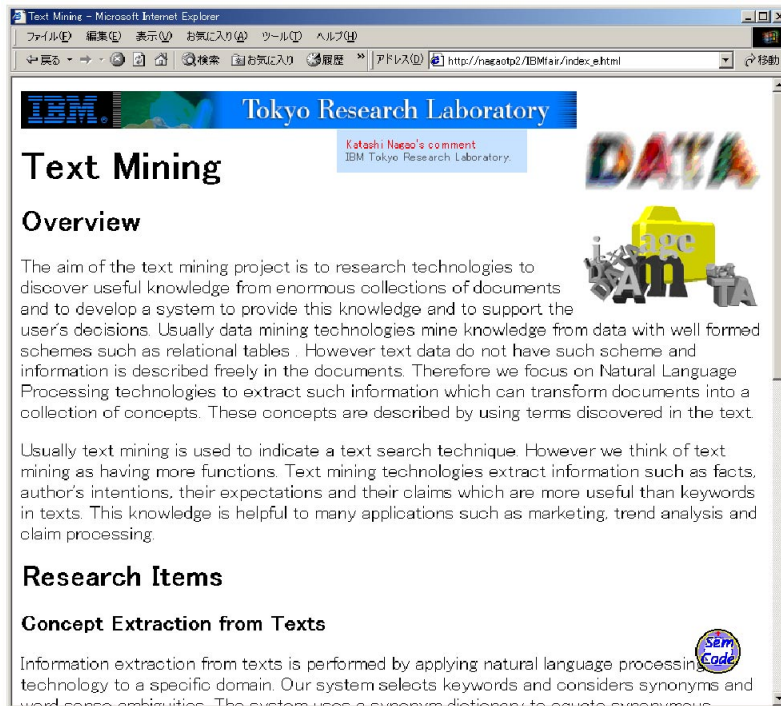 Text Mining - Microsoft Internet Explorer
ファイル(F) 編集(E) 表示(V) お気に入り(A) ツール(T) ヘルプ(H)
戻る 検索 お気に入り 履歴 » アドレス(D) http://nagaotp2/IBMfair/index_e.html 移動
IBM. Tokyo Research Laboratory
Katashi Nagao's comment
IBM Tokyo Research Laboratory.
DATA
Text Mining
Overview
The aim of the text mining project is to research technologies to
discover useful knowledge from enormous collections of documents
and to develop a system to provide this knowledge and to support the
user's decisions. Usually data mining technologies mine knowledge from data with well formed
schemes such as relational tables . However text data do not have such scheme and
information is described freely in the documents. Therefore we focus on Natural Language
Processing technologies to extract such information which can transform documents into a
collection of concepts. These concepts are described by using terms discovered in the text.
Usually text mining is used to indicate a text search technique. However we think of text
mining as having more functions. Text mining technologies extract information such as facts,
author's intentions, their expectations and their claims which are more useful than keywords
in texts. This knowledge is helpful to many applications such as marketing, trend analysis and
claim processing.
Research Items
Concept Extraction from Texts
Sem
Code
Information extraction from texts is performed by applying natural language processing
technology to a specific domain. Our system selects keywords and considers synonyms and
word sense ambiguities. The system uses a synonym dictionary to equate synonymous